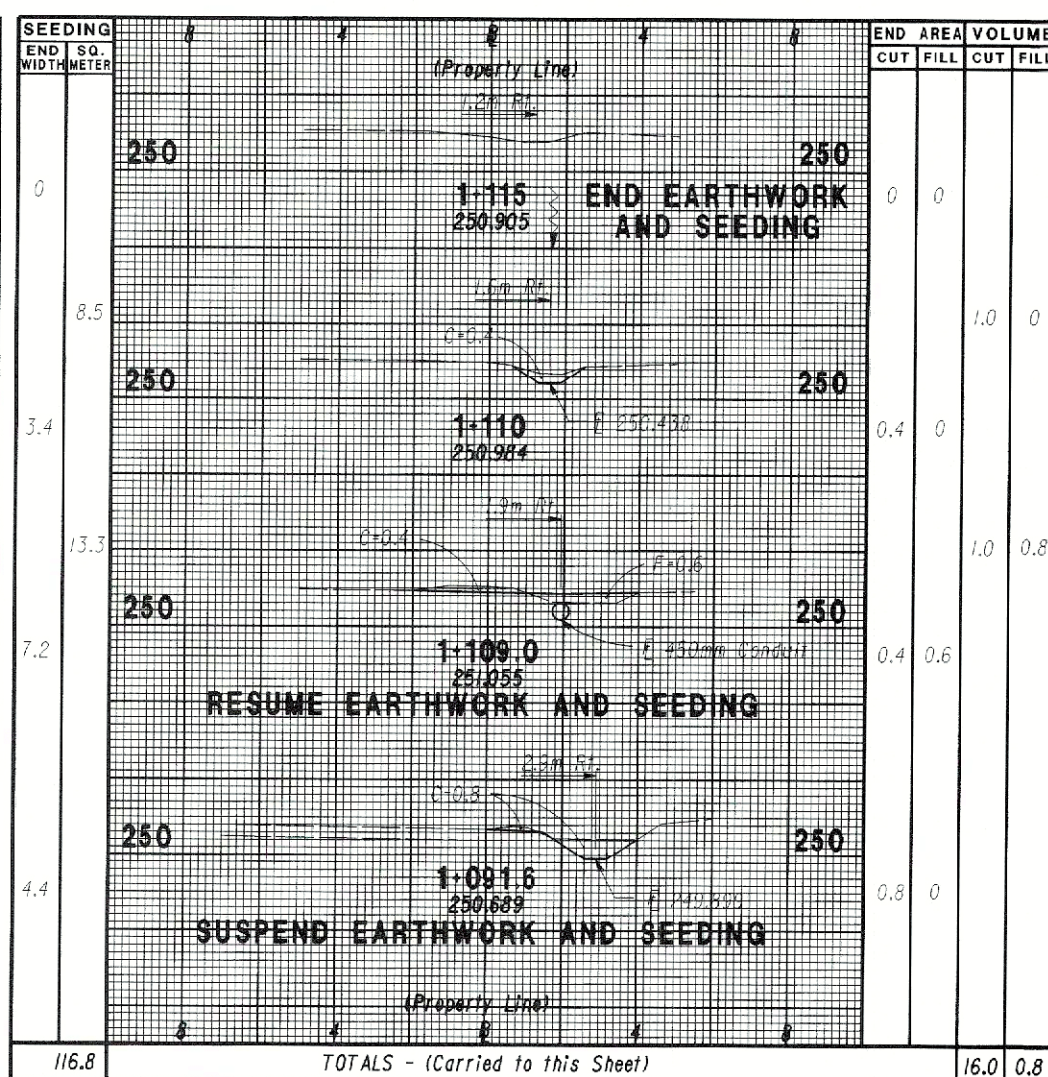 SEEDING
END WIDTH
SQ. METER
END AREA
VOLUME
CUT
FILL
CUT
FILL
8 4 4 8
(Property Line)
1.2m Rt.
250 250
1+115
250.905
END EARTHWORK
AND SEEDING
0
0 0
1.5m Rt.
8.5
1.0 0
C=0.4
250 250
1+110
250.984
250.438
3.4
0.4 0
1.9m Rt.
C=0.4
F=0.6
13.3
1.0 0.8
250 250
450mm Conduit
1+109.0
251.055
7.2
0.4 0.6
RESUME EARTHWORK AND SEEDING
2.9m Rt.
C=0.8
250 250
1+091.6
250.689
4.4
0.8 0
SUSPEND EARTHWORK AND SEEDING
(Property Line)
8 4 4 8
116.8
TOTALS - (Carried to this Sheet)
16.0 0.8